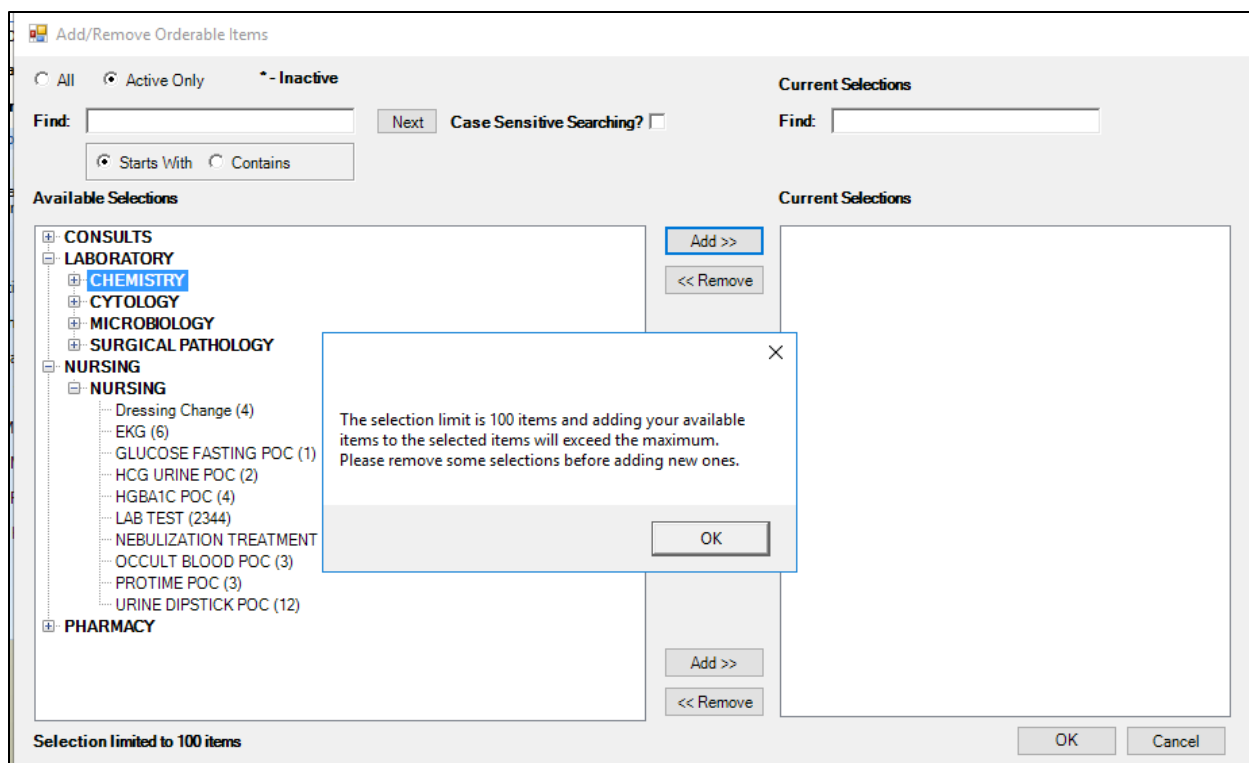 Add/Remove Orderable Items
All Active Only *- Inactive
Current Selections
Find: Next Case Sensitive Searching? Find:
Starts With Contains
Available Selections
Current Selections
CONSULTS
LABORATORY
CHEMISTRY
CYTOLOGY
MICROBIOLOGY
SURGICAL PATHOLOGY
NURSING
NURSING
Dressing Change (4)
EKG (6)
GLUCOSE FASTING POC (1)
HCG URINE POC (2)
HGBA1C POC (4)
LAB TEST (2344)
NEBULIZATION TREATMENT
OCCULT BLOOD POC (3)
PROTIME POC (3)
URINE DIPSTICK POC (12)
PHARMACY
Add >>
<< Remove
The selection limit is 100 items and adding your available
items to the selected items will exceed the maximum.
Please remove some selections before adding new ones.
OK
Add >>
<< Remove
Selection limited to 100 items
OK Cancel